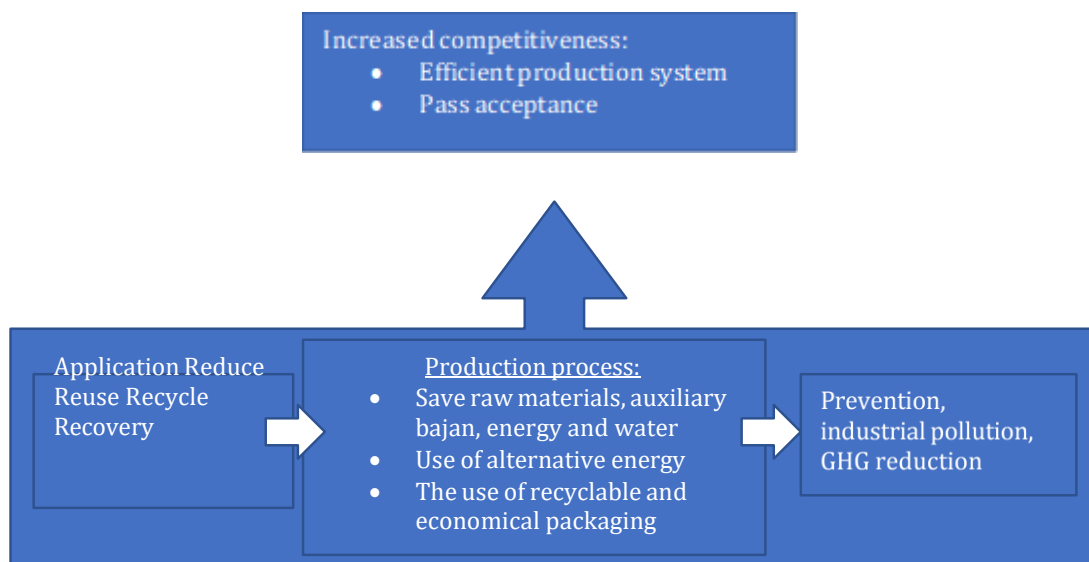 Increased competitiveness:
• Efficient production system
• Pass acceptance
Application Reduce
Reuse Recycle
Recovery
Production process:
• Save raw materials, auxiliary
bajan, energy and water
• Use of alternative energy
• The use of recyclable and
economical packaging
Prevention,
industrial pollution,
GHG reduction